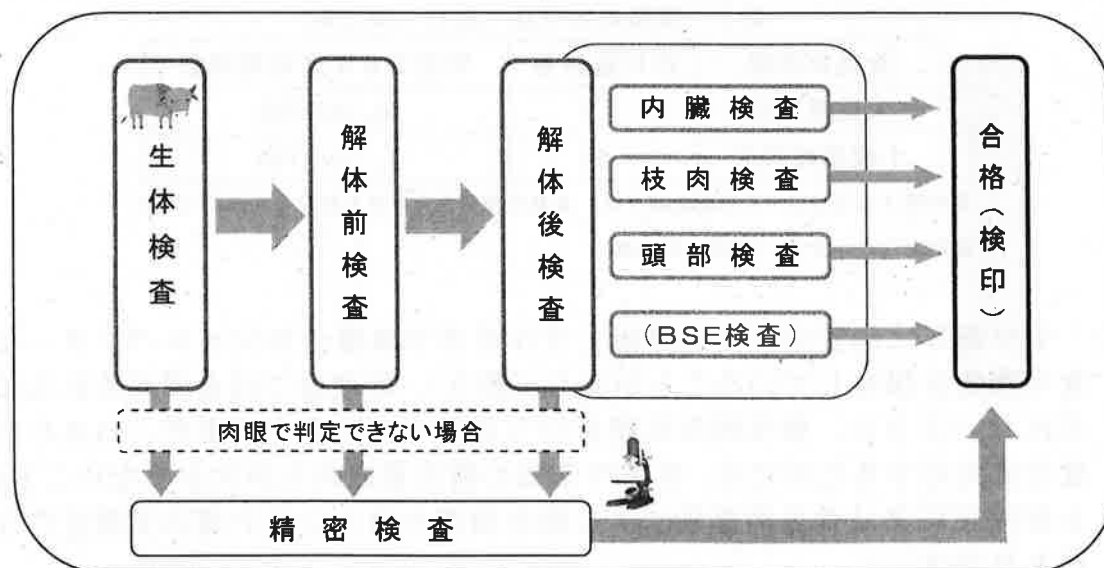 生体検査
解体前検査
解体後検査
内臓検査
枝肉検査
頭部検査
(BSE検査)
合格(検印)
肉眼で判定できない場合
精密検査